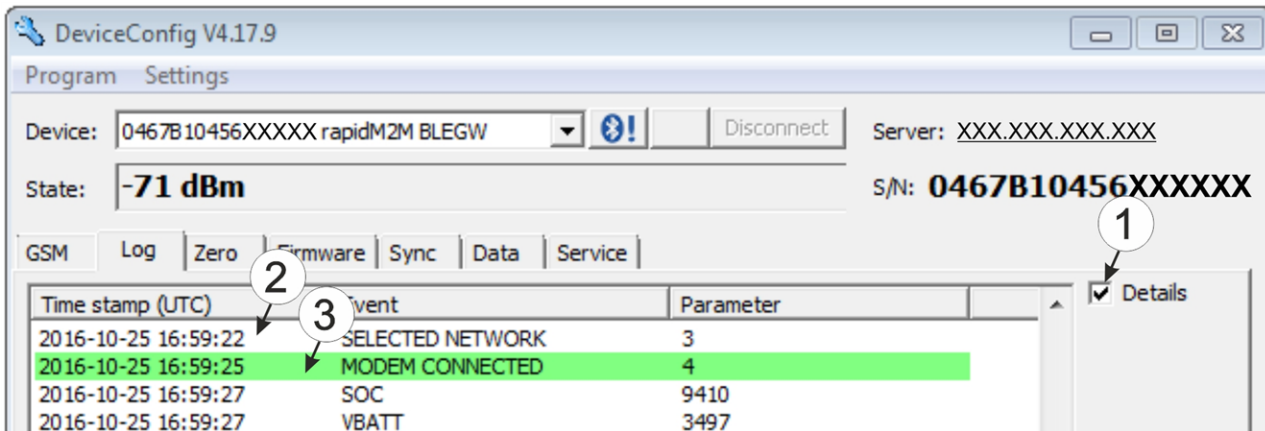 DeviceConfig V4.17.9
Program Settings
Device: 0467B10456XXXXX rapidM2M BLEGW Disconnect Server: XXX.XXX.XXX.XXX
State: -71 dBm S/N: 0467B10456XXXXXX
1
GSM Log Zero Firmware Sync Data Service
2
3
Details
Time stamp (UTC) Event Parameter
2016-10-25 16:59:22 SELECTED NETWORK 3
2016-10-25 16:59:25 MODEM CONNECTED 4
2016-10-25 16:59:27 SOC 9410
2016-10-25 16:59:27 VBATT 3497